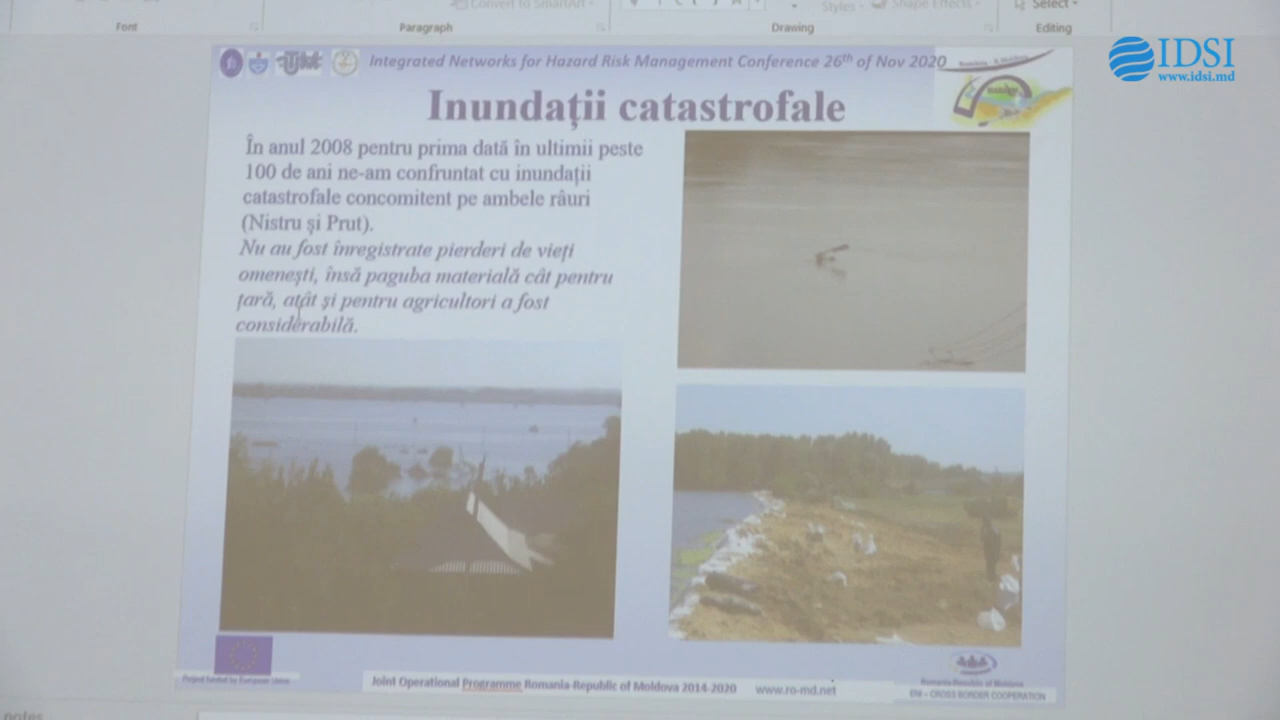 Convert to SmartArt
Styles
Shape Effects
Select
Font
Paragraph
Drawing
Editing
IDSI
www.idsi.md
Integrated Networks for Hazard Risk Management Conference 26th of Nov 2020
Inundații catastrofale
În anul 2008 pentru prima dată în ultimii peste
100 de ani ne-am confruntat cu inundații
catastrofale concomitent pe ambele râuri
(Nistru și Prut).
Nu au fost înregistrate pierderi de vieți
omenești, însă paguba materială cât pentru
țară, atât și pentru agricultori a fost
considerabilă.
Project funded by European Union
Joint Operational Programme Romania-Republic of Moldova 2014-2020 www.ro-md.net
Romania-Republic of Moldova
ENI – CROSS BORDER COOPERATION
notes